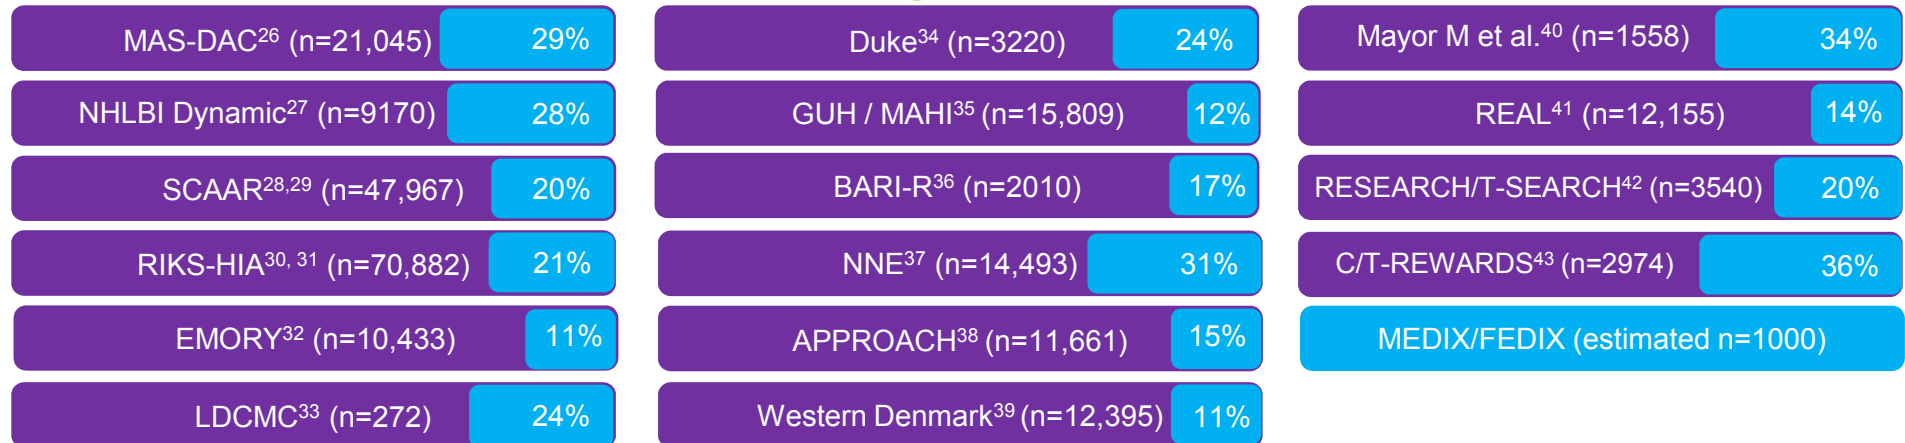 MAS-DAC26 (n=21,045) 29%
NHLBI Dynamic27 (n=9170) 28%
SCAAR28,29 (n=47,967) 20%
RIKS-HIA30, 31 (n=70,882) 21%
EMORY32 (n=10,433) 11%
LDCMC33 (n=272) 24%
Duke34 (n=3220) 24%
GUH / MAHI35 (n=15,809) 12%
BARI-R36 (n=2010) 17%
NNE37 (n=14,493) 31%
APPROACH38 (n=11,661) 15%
Western Denmark39 (n=12,395) 11%
Mayor M et al.40 (n=1558) 34%
REAL41 (n=12,155) 14%
RESEARCH/T-SEARCH42 (n=3540) 20%
C/T-REWARDS43 (n=2974) 36%
MEDIX/FEDIX (estimated n=1000)